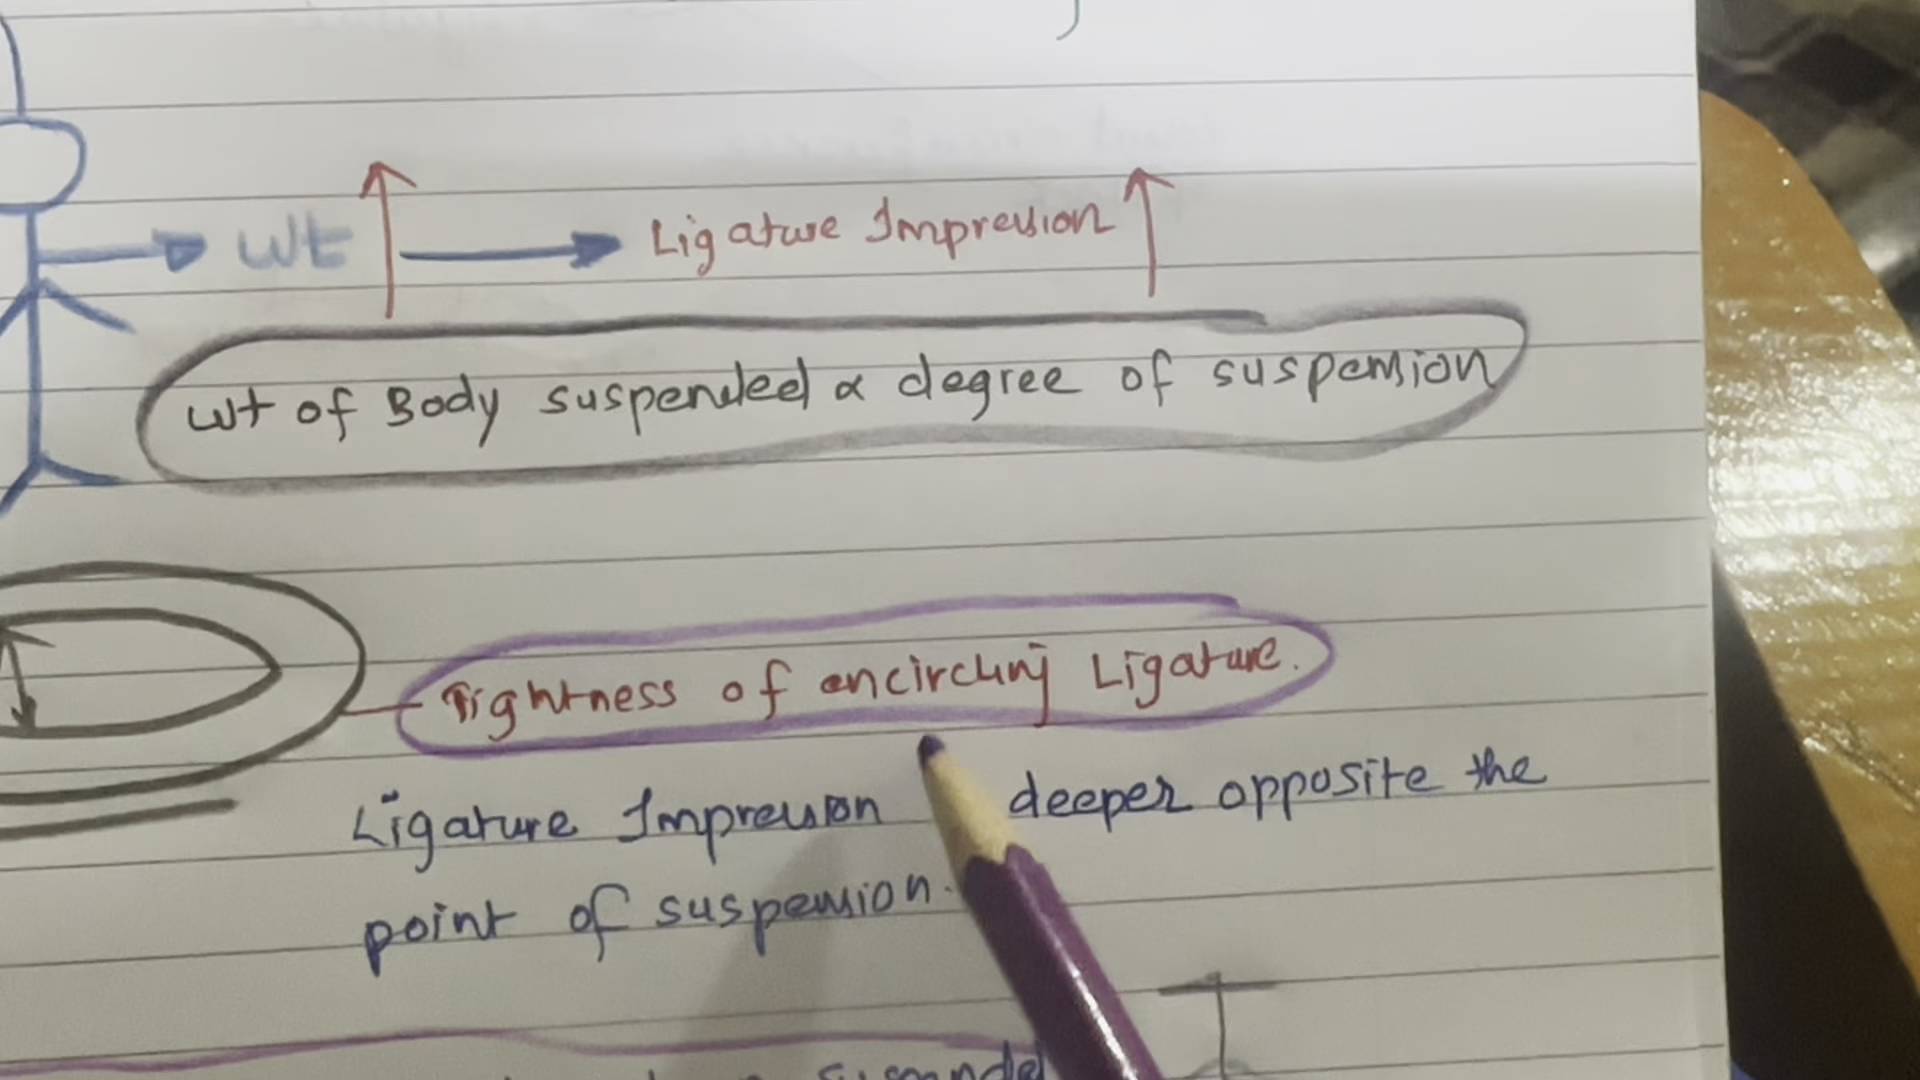 Wt → Ligature Impression
Wt of Body suspended ∝ degree of suspension
Tightness of encircling Ligature.
Ligature Impression deeper opposite the
point of suspension.